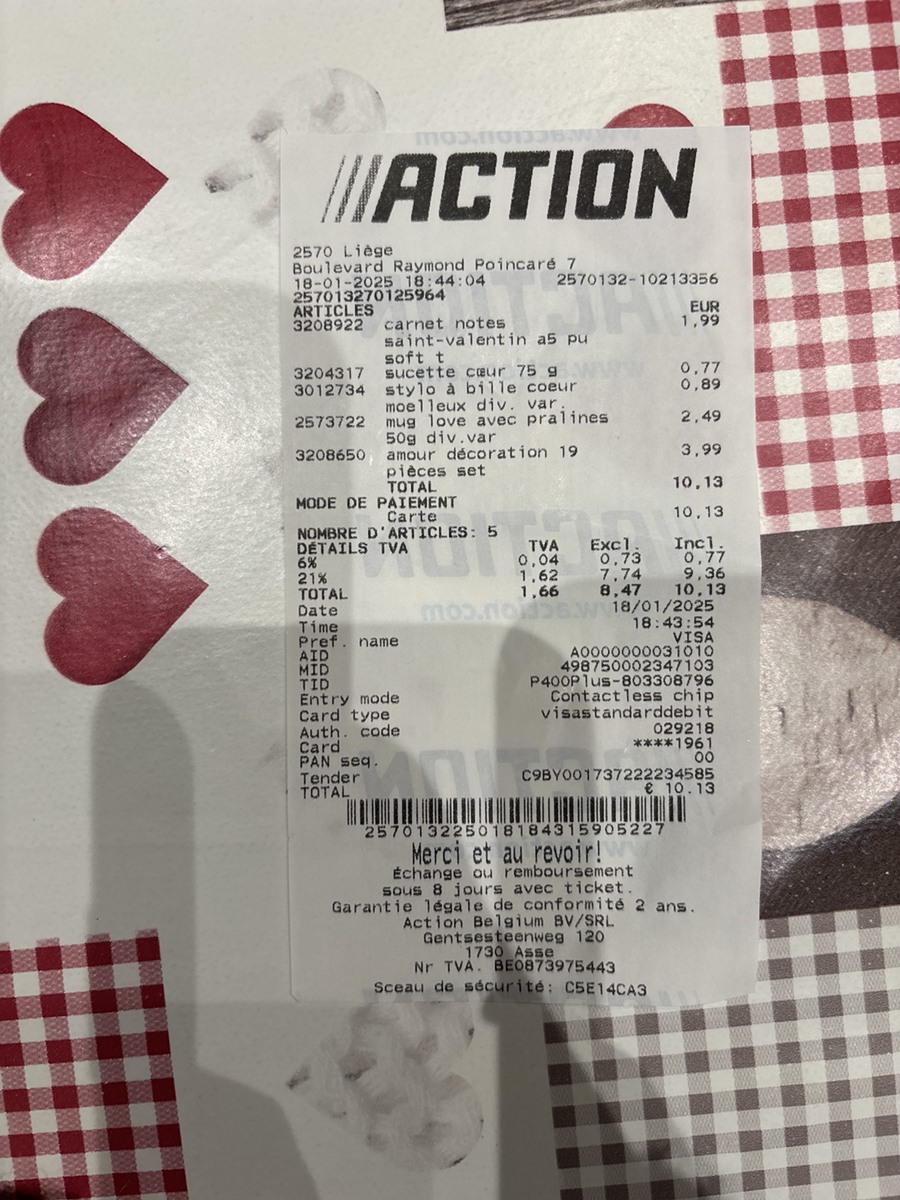 ///ACTION
2570 Liège
Boulevard Raymond Poincaré 7
18-01-2025 18:44:04 2570132-10213356
257013270125964
ARTICLES EUR
3208922 carnet notes 1,99
saint-valentin a5 pu
soft t
3204317 sucette cœur 75 g 0,77
3012734 stylo à bille coeur 0,89
moelleux div. var.
2573722 mug love avec pralines 2,49
50g div.var
3208650 amour décoration 19 3,99
pièces set
TOTAL 10,13
MODE DE PAIEMENT
Carte 10,13
NOMBRE D'ARTICLES: 5
DÉTAILS TVA TVA Excl. Incl.
6% 0,04 0,73 0,77
21% 1,62 7,74 9,36
TOTAL 1,66 8,47 10,13
Date 18/01/2025
Time 18:43:54
Pref. name VISA
AID A0000000031010
MID 498750002347103
TID P400Plus-803308796
Entry mode Contactless chip
Card type visastandarddebit
Auth. code 029218
Card ****1961
PAN seq. 00
Tender C9BY001737222234585
TOTAL € 10.13
257013225018184315905227
Merci et au revoir!
Échange ou remboursement
sous 8 jours avec ticket.
Garantie légale de conformité 2 ans.
Action Belgium BV/SRL
Gentsesteenweg 120
1730 Asse
Nr TVA. BE0873975443
Sceau de sécurité: C5E14CA3